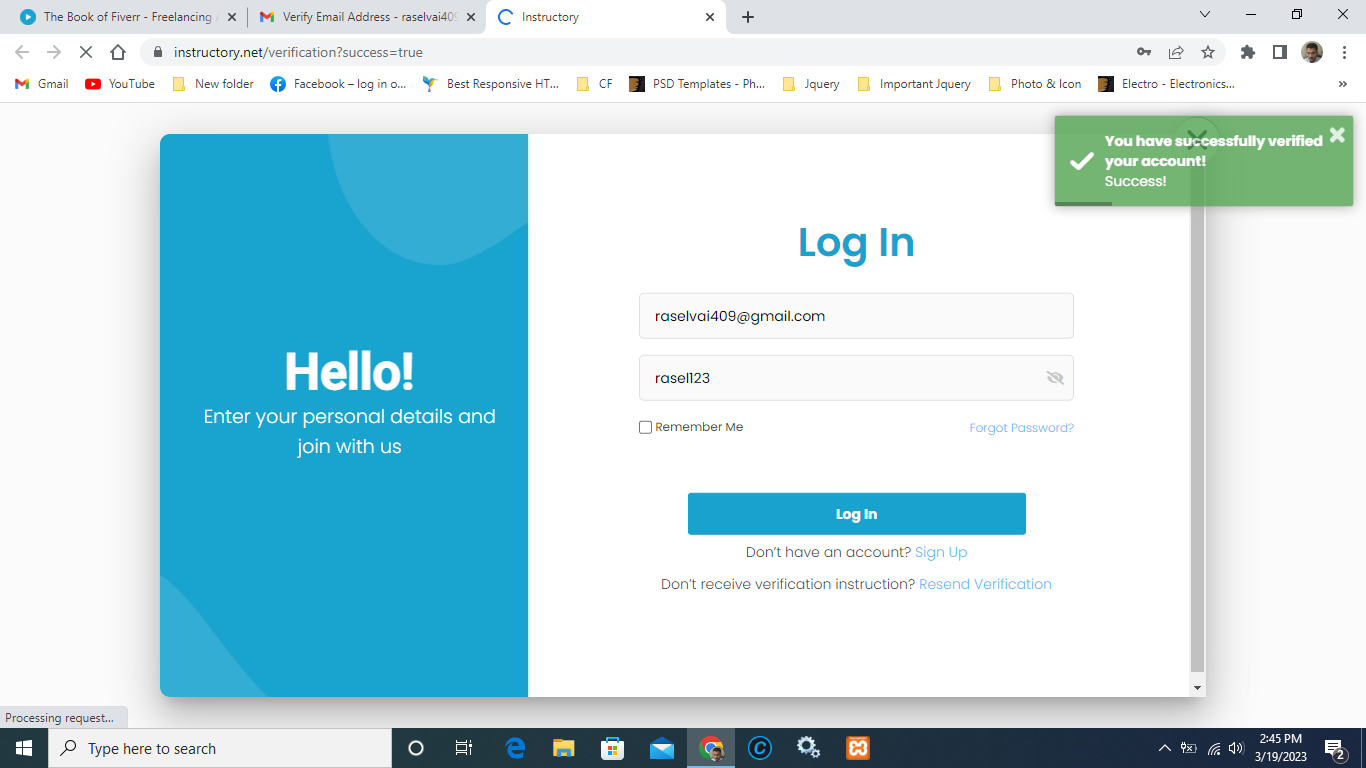 The Book of Fiverr - Freelancing
Verify Email Address - raselvai409
Instructory
instructory.net/verification?success=true
Gmail
YouTube
New folder
Facebook – log in o...
Best Responsive HT...
CF
PSD Templates - Ph...
Jquery
Important Jquery
Photo & Icon
Electro - Electronics...
»
You have successfully verified
your account!
Success!
Log In
raselvai409@gmail.com
rasel123
Remember Me
Forgot Password?
Hello!
Enter your personal details and
join with us
Log In
Don't have an account? Sign Up
Don't receive verification instruction? Resend Verification
Processing request...
Type here to search
2:45 PM
3/19/2023
2